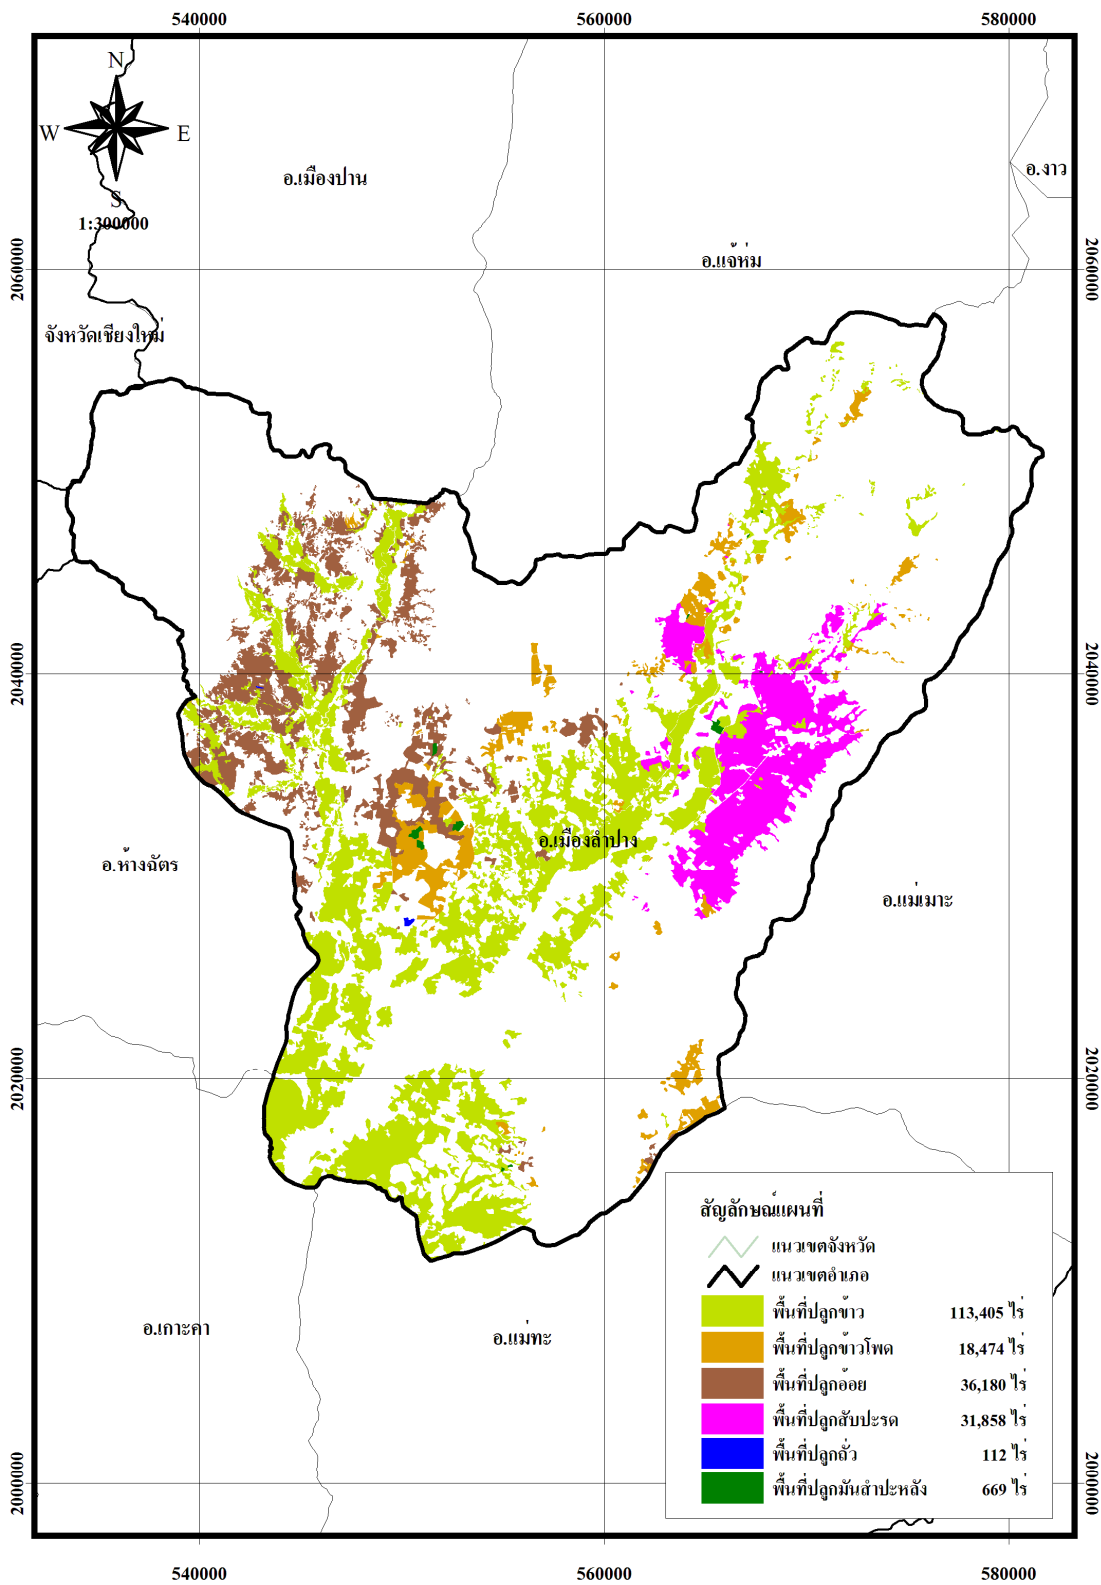 540000 560000 580000
N
W E
S
1:300000
อ.เมืองปาน
อ.งาว
อ.แจ้ห่ม
2060000 2060000
จังหวัดเชียงใหม่
2040000 2040000
อ.เมืองลำปาง
อ.ห้างฉัตร
อ.แม่เมาะ
2020000 2020000
อ.เกาะคา
อ.แม่ทะ
สัญลักษณ์แผนที่
แนวเขตจังหวัด
แนวเขตอำเภอ
พื้นที่ปลูกข้าว 113,405 ไร่
พื้นที่ปลูกข้าวโพด 18,474 ไร่
พื้นที่ปลูกอ้อย 36,180 ไร่
พื้นที่ปลูกสับปะรด 31,858 ไร่
พื้นที่ปลูกถั่ว 112 ไร่
พื้นที่ปลูกมันสำปะหลัง 669 ไร่
2000000 2000000
540000 560000 580000